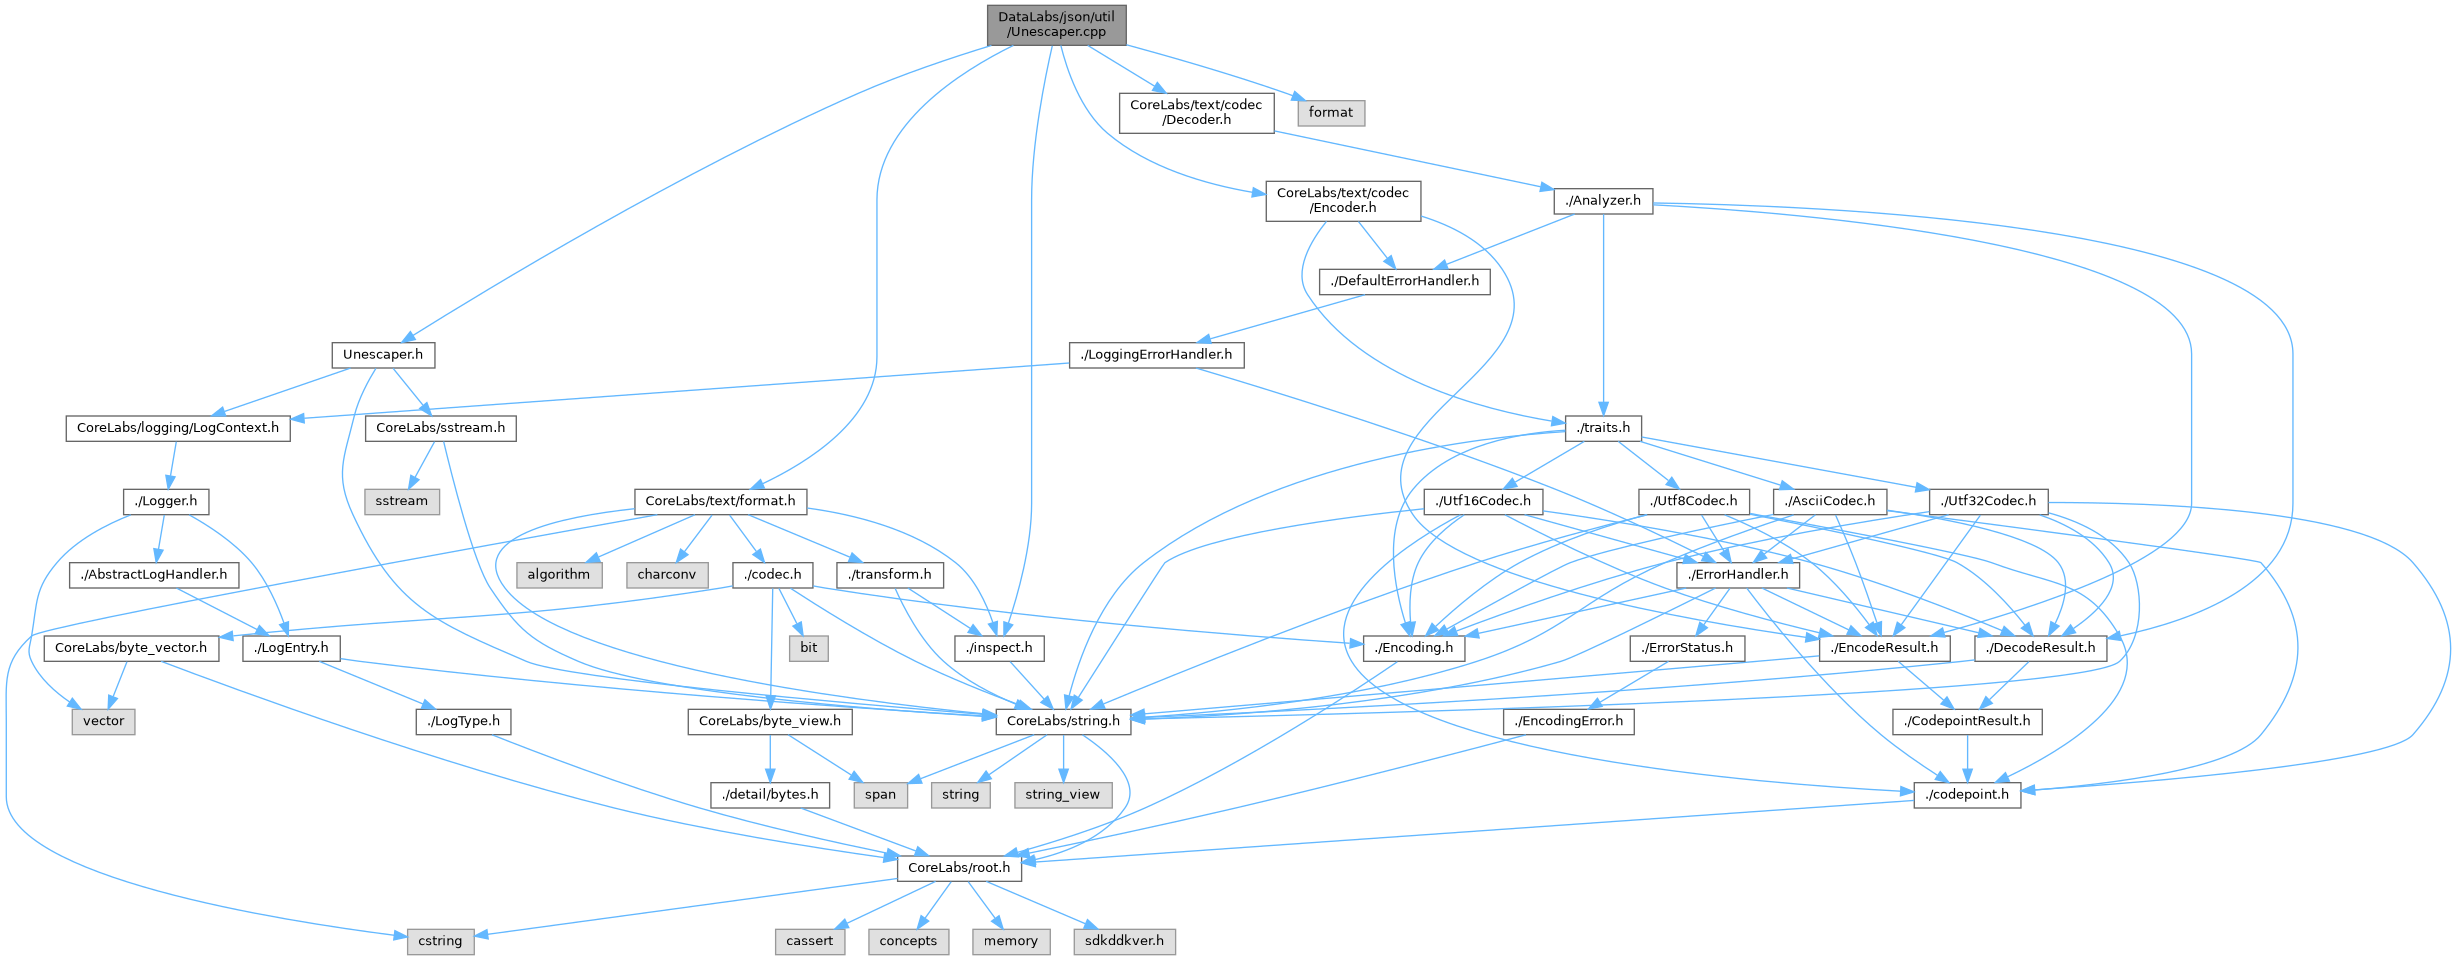 DataLabs/json/util
/Unescaper.cpp
CoreLabs/text/codec
/Decoder.h
format
CoreLabs/text/codec
/Encoder.h
./Analyzer.h
./DefaultErrorHandler.h
Unescaper.h
./LoggingErrorHandler.h
CoreLabs/logging/LogContext.h
CoreLabs/sstream.h
./traits.h
./Logger.h
sstream
CoreLabs/text/format.h
./Utf16Codec.h
./Utf8Codec.h
./AsciiCodec.h
./Utf32Codec.h
./AbstractLogHandler.h
algorithm
charconv
./codec.h
./transform.h
./ErrorHandler.h
CoreLabs/byte_vector.h
./LogEntry.h
bit
./inspect.h
./Encoding.h
./ErrorStatus.h
./EncodeResult.h
./DecodeResult.h
vector
./LogType.h
CoreLabs/byte_view.h
CoreLabs/string.h
./EncodingError.h
./CodepointResult.h
./detail/bytes.h
span
string
string_view
./codepoint.h
CoreLabs/root.h
cstring
cassert
concepts
memory
sdkddkver.h